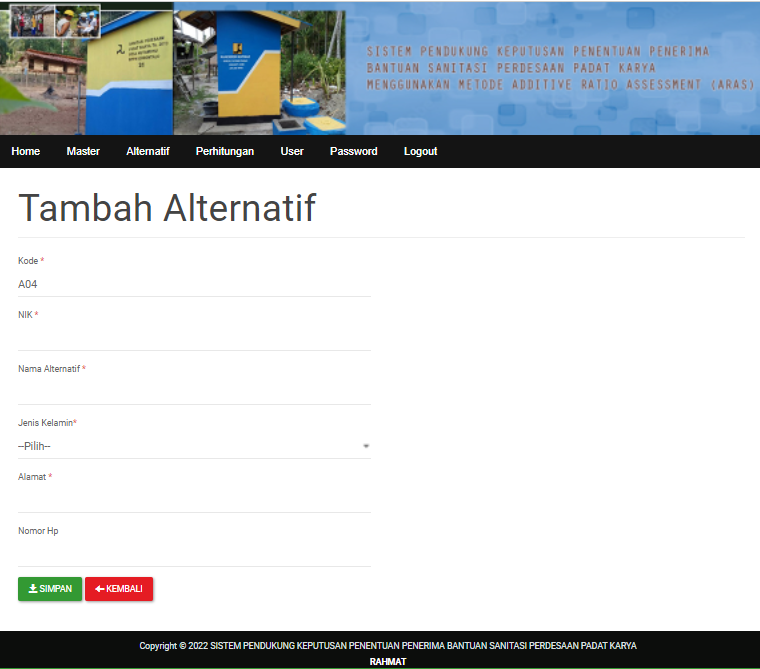 SISTEM PENDUKUNG KEPUTUSAN PENENTUAN PENERIMA
BANTUAN SANITASI PERDESAAN PADAT KARYA
MENGGUNAKAN METODE ADDITIVE RATIO ASSESSMENT (ARAS)
Home Master Alternatif Perhitungan User Password Logout
Tambah Alternatif
Kode *
A04
NIK *
Nama Alternatif *
Jenis Kelamin*
--Pilih--
Alamat *
Nomor Hp
SIMPAN KEMBALI
Copyright © 2022 SISTEM PENDUKUNG KEPUTUSAN PENENTUAN PENERIMA BANTUAN SANITASI PERDESAAN PADAT KARYA
RAHMAT